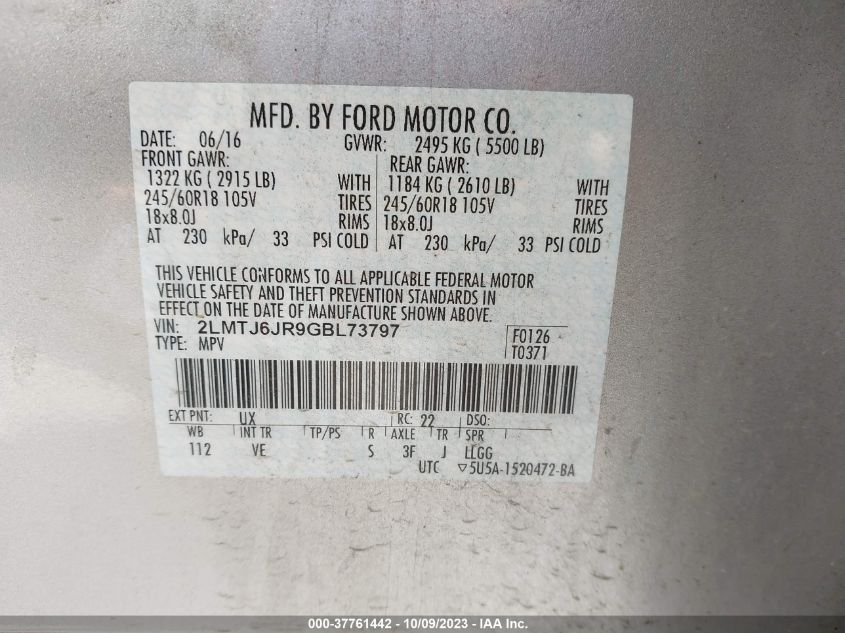 MFD. BY FORD MOTOR CO.
DATE: 06/16 GVWR: 2495 KG ( 5500 LB)
FRONT GAWR: REAR GAWR:
1322 KG ( 2915 LB) WITH 1184 KG ( 2610 LB) WITH
245/60R18 105V TIRES 245/60R18 105V TIRES
18x8.0J RIMS 18x8.0J RIMS
AT 230 kPa/ 33 PSI COLD AT 230 kPa/ 33 PSI COLD
THIS VEHICLE CONFORMS TO ALL APPLICABLE FEDERAL MOTOR
VEHICLE SAFETY AND THEFT PREVENTION STANDARDS IN
EFFECT ON THE DATE OF MANUFACTURE SHOWN ABOVE.
VIN: 2LMTJ6JR9GBL73797 F0126
TYPE: MPV T0371
EXT PNT: UX RC: 22 DSO:
WB INT TR TP/PS R AXLE TR SPR
112 VE S 3F J LLGG
UTC ▽5U5A-1520472-BA
000-37761442 - 10/09/2023 - IAA Inc.